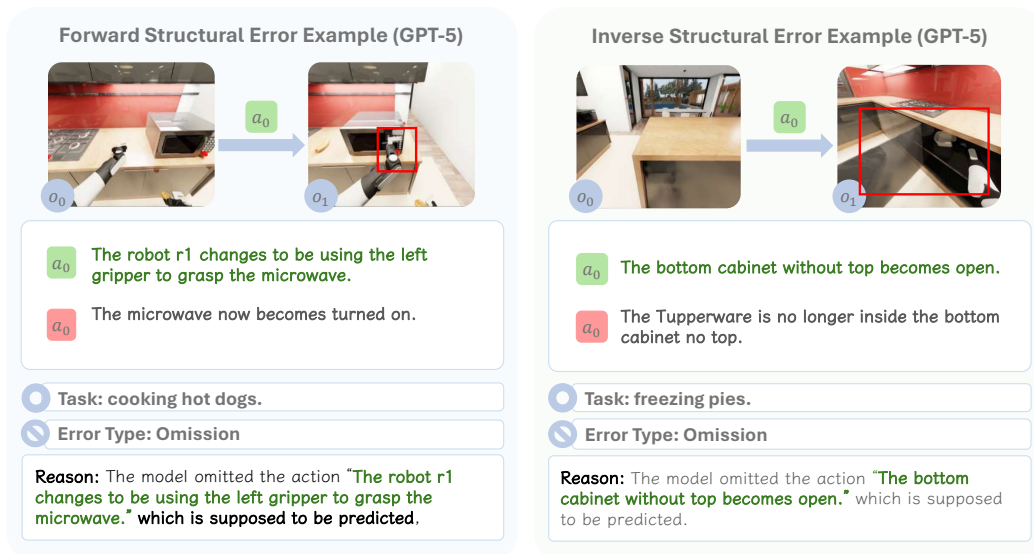 Forward Structural Error Example (GPT-5)
a0
o0
o1
a0
The robot r1 changes to be using the left
gripper to grasp the microwave.
a0
The microwave now becomes turned on.
Task: cooking hot dogs.
Error Type: Omission
Reason: The model omitted the action “The robot r1
changes to be using the left gripper to grasp the
microwave.” which is supposed to be predicted,
Inverse Structural Error Example (GPT-5)
a0
o0
o1
a0
The bottom cabinet without top becomes open.
a0
The Tupperware is no longer inside the bottom
cabinet no top.
Task: freezing pies.
Error Type: Omission
Reason: The model omitted the action “The bottom
cabinet without top becomes open.” which is supposed
to be predicted.